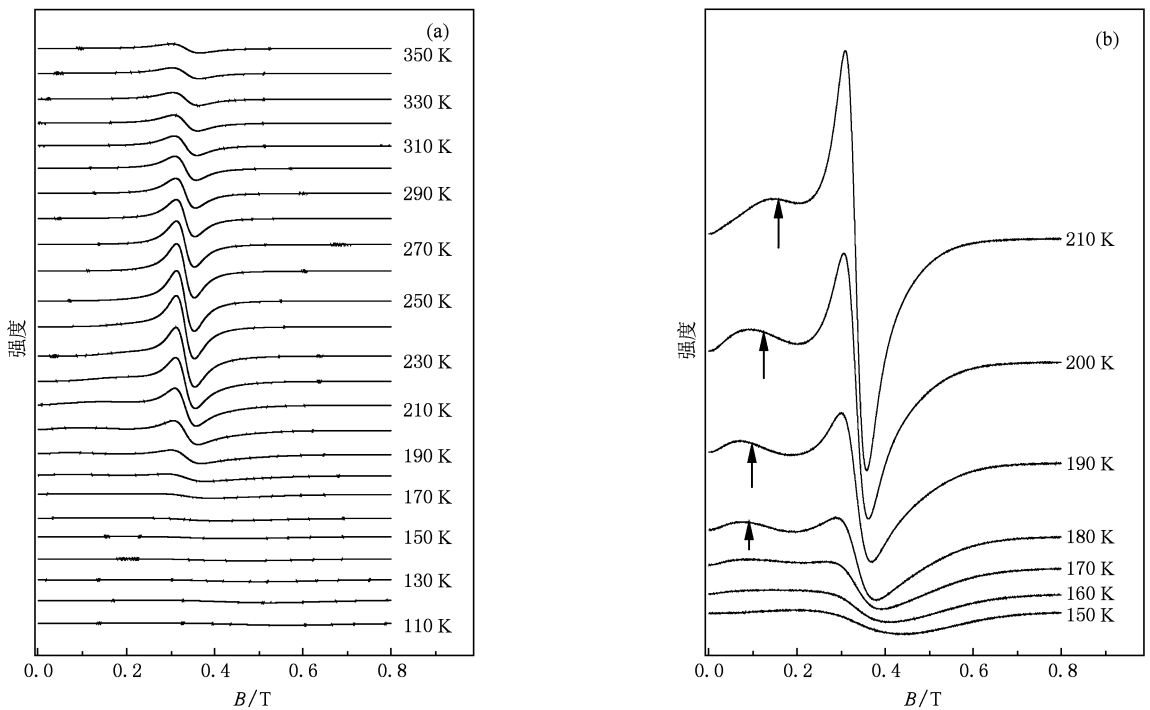 (a)
350 K
330 K
310 K
290 K
270 K
250 K
230 K
210 K
190 K
170 K
150 K
130 K
110 K
强度
0.0 0.2 0.4 0.6 0.8
B/T
(b)
210 K
200 K
190 K
180 K
170 K
160 K
150 K
强度
0.0 0.2 0.4 0.6 0.8
B/T